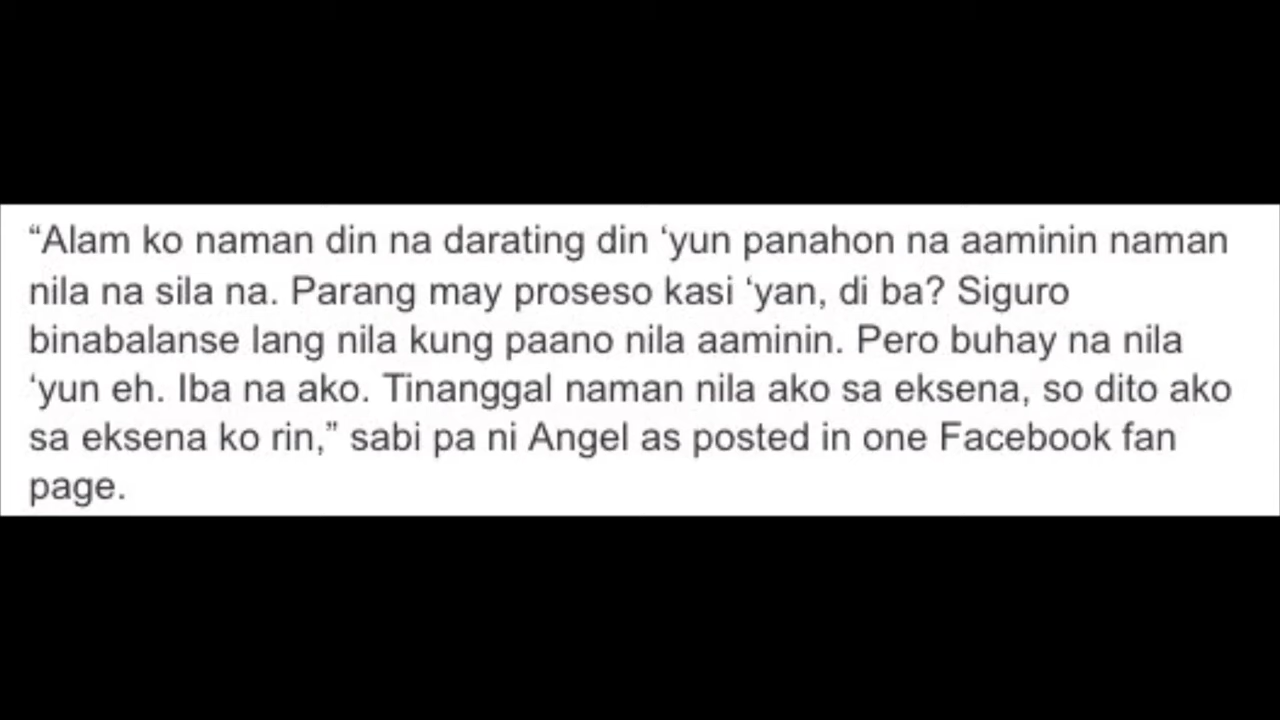 “Alam ko naman din na darating din ‘yun panahon na aaminin naman
nila na sila na. Parang may proseso kasi ‘yan, di ba? Siguro
binabalanse lang nila kung paano nila aaminin. Pero buhay na nila
‘yun eh. Iba na ako. Tinanggal naman nila ako sa eksena, so dito ako
sa eksena ko rin,” sabi pa ni Angel as posted in one Facebook fan
page.